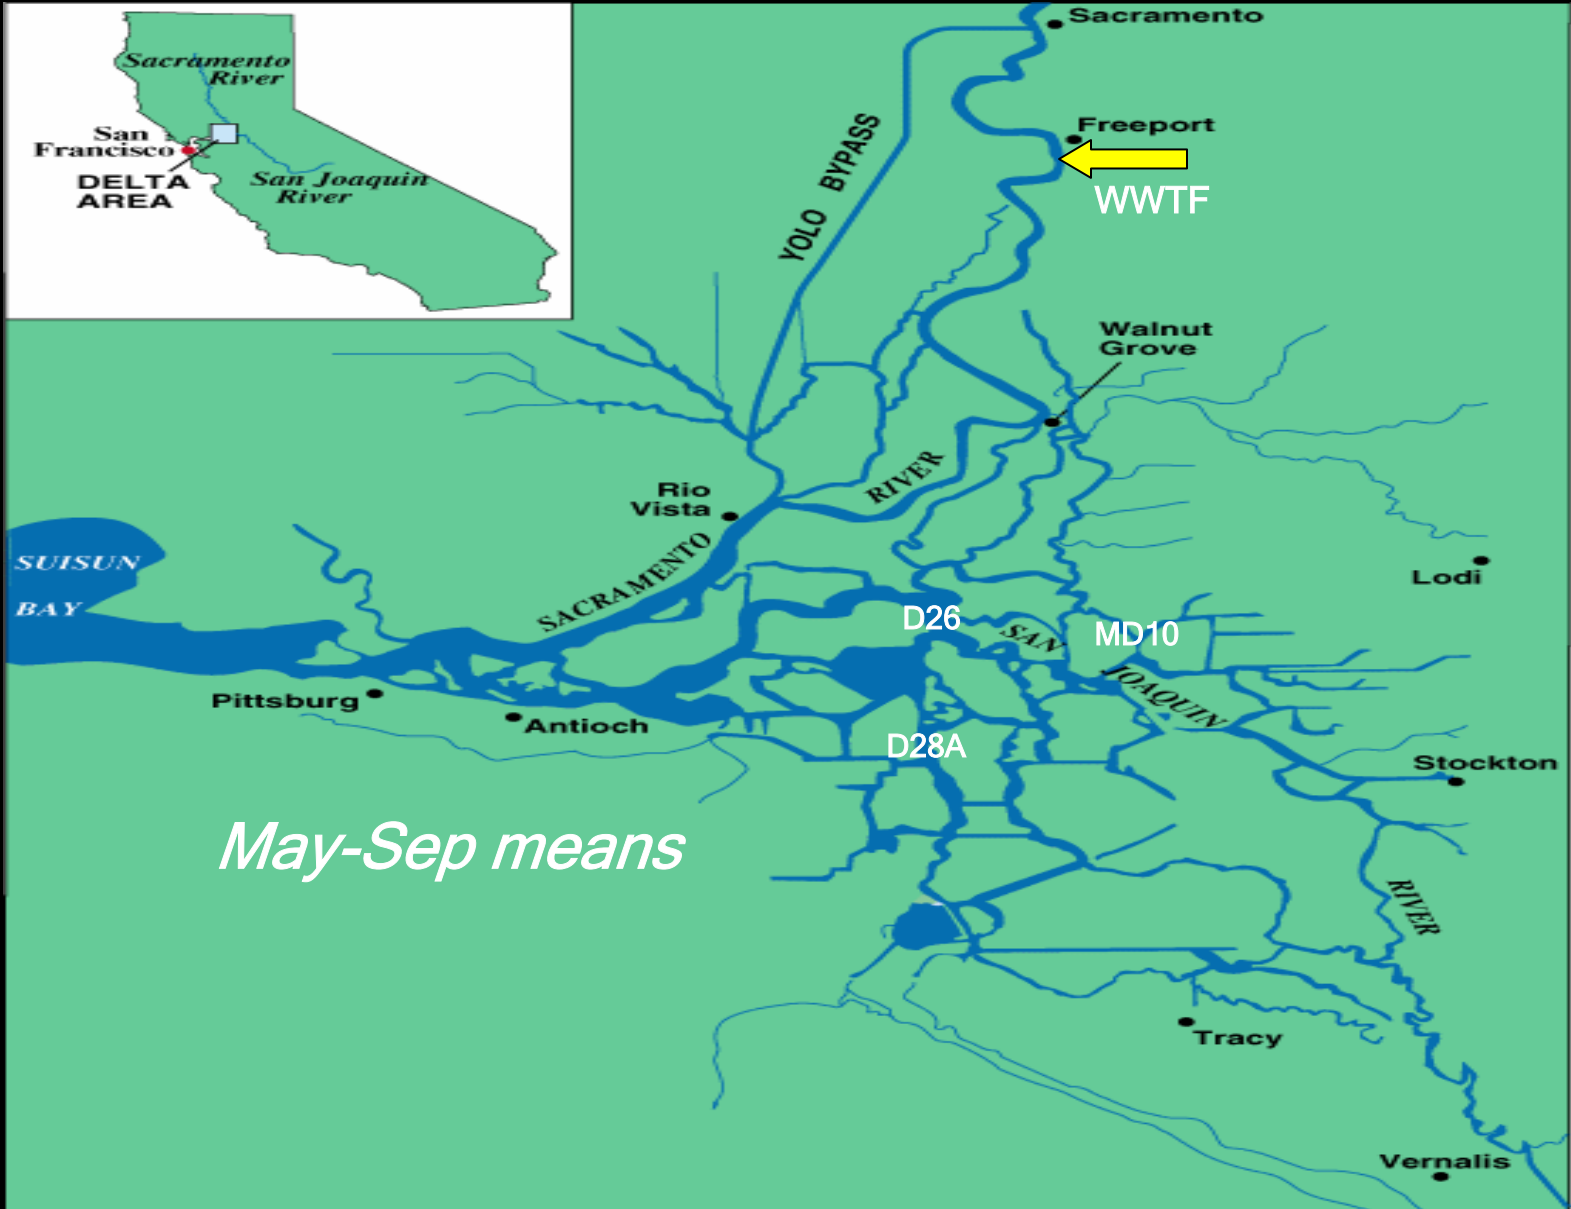 Sacramento
River
San
Francisco
DELTA
AREA
San Joaquin
River
Sacramento
Freeport
WWTF
YOLO BYPASS
Walnut
Grove
RIVER
Rio
Vista
SACRAMENTO
SUISUN
BAY
Lodi
D26
SAN
MD10
JOAQUIN
Pittsburg
Antioch
D28A
Stockton
May-Sep means
RIVER
Tracy
Vernalis